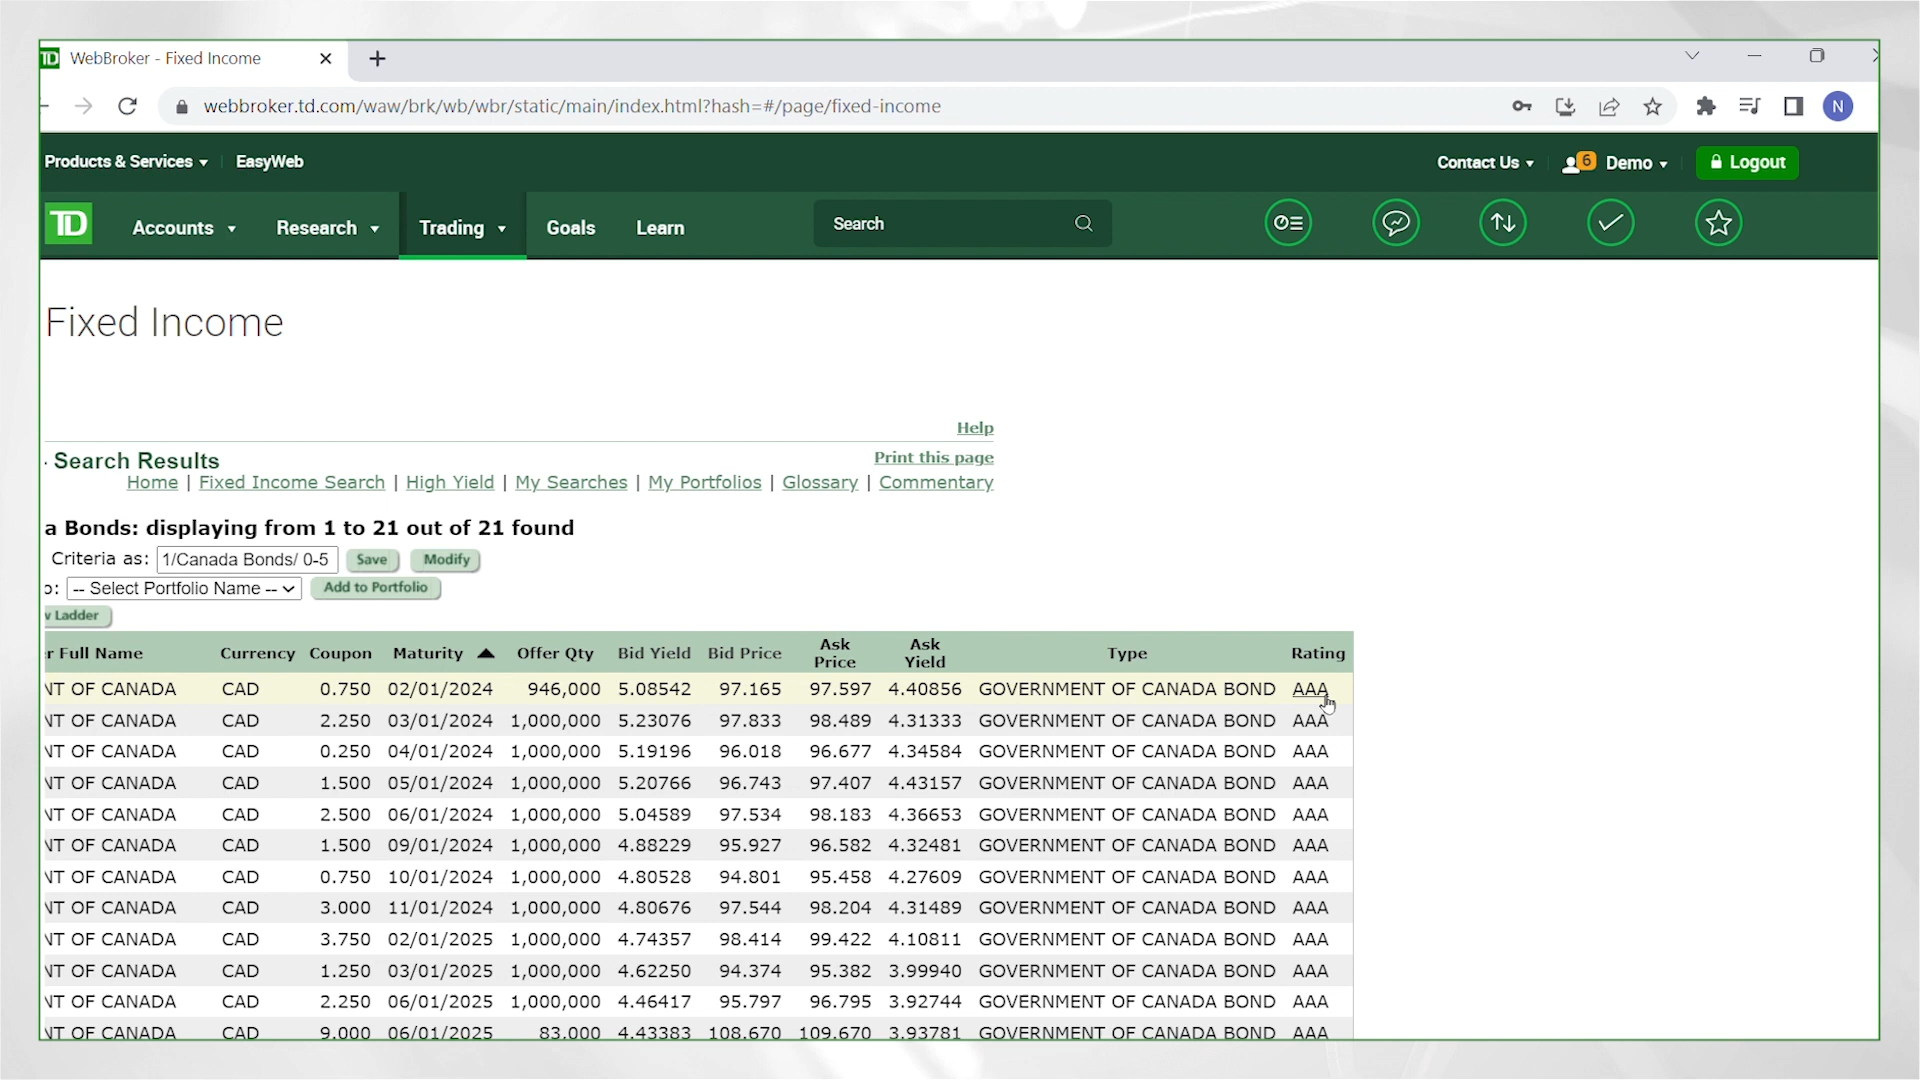 TD WebBroker - Fixed Income
webbroker.td.com/waw/brk/wb/wbr/static/main/index.html?hash=#/page/fixed-income N
Products & Services EasyWeb Contact Us 6 Demo Logout
TD Accounts Research Trading Goals Learn Search
Fixed Income
Help
Search Results Print this page
Home | Fixed Income Search | High Yield | My Searches | My Portfolios | Glossary | Commentary
a Bonds: displaying from 1 to 21 out of 21 found
Criteria as: 1/Canada Bonds/ 0-5 Save Modify
o: -- Select Portfolio Name -- Add to Portfolio
w Ladder
r Full Name Currency Coupon Maturity Offer Qty Bid Yield Bid Price Ask Price Ask Yield Type Rating
NT OF CANADA CAD 0.750 02/01/2024 946,000 5.08542 97.165 97.597 4.40856 GOVERNMENT OF CANADA BOND AAA
NT OF CANADA CAD 2.250 03/01/2024 1,000,000 5.23076 97.833 98.489 4.31333 GOVERNMENT OF CANADA BOND AAA
NT OF CANADA CAD 0.250 04/01/2024 1,000,000 5.19196 96.018 96.677 4.34584 GOVERNMENT OF CANADA BOND AAA
NT OF CANADA CAD 1.500 05/01/2024 1,000,000 5.20766 96.743 97.407 4.43157 GOVERNMENT OF CANADA BOND AAA
NT OF CANADA CAD 2.500 06/01/2024 1,000,000 5.04589 97.534 98.183 4.36653 GOVERNMENT OF CANADA BOND AAA
NT OF CANADA CAD 1.500 09/01/2024 1,000,000 4.88229 95.927 96.582 4.32481 GOVERNMENT OF CANADA BOND AAA
NT OF CANADA CAD 0.750 10/01/2024 1,000,000 4.80528 94.801 95.458 4.27609 GOVERNMENT OF CANADA BOND AAA
NT OF CANADA CAD 3.000 11/01/2024 1,000,000 4.80676 97.544 98.204 4.31489 GOVERNMENT OF CANADA BOND AAA
NT OF CANADA CAD 3.750 02/01/2025 1,000,000 4.74357 98.414 99.422 4.10811 GOVERNMENT OF CANADA BOND AAA
NT OF CANADA CAD 1.250 03/01/2025 1,000,000 4.62250 94.374 95.382 3.99940 GOVERNMENT OF CANADA BOND AAA
NT OF CANADA CAD 2.250 06/01/2025 1,000,000 4.46417 95.797 96.795 3.92744 GOVERNMENT OF CANADA BOND AAA
NT OF CANADA CAD 9.000 06/01/2025 83,000 4.43383 108.670 109.670 3.93781 GOVERNMENT OF CANADA BOND AAA